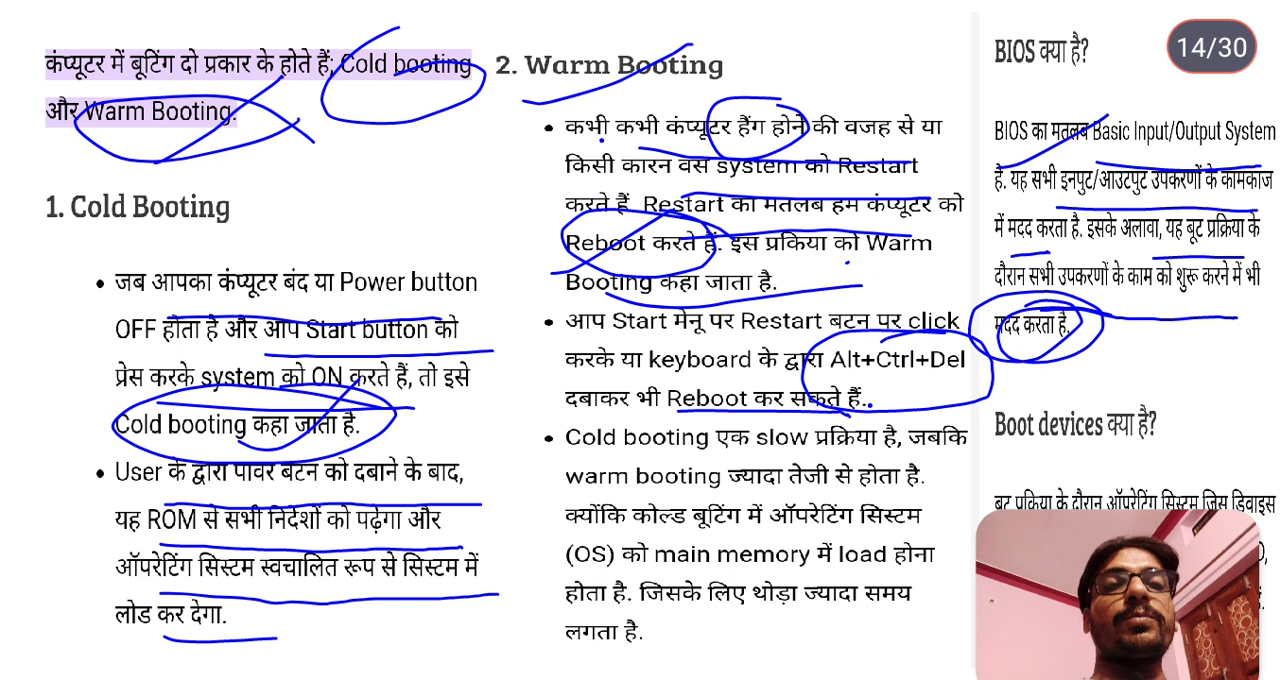 कंप्यूटर में बूटिंग दो प्रकार के होते हैं; Cold booting
और Warm Booting.
1. Cold Booting
• जब आपका कंप्यूटर बंद या Power button
OFF होता है और आप Start button को
प्रेस करके system को ON करते हैं, तो इसे
Cold booting कहा जाता है.
• User के द्वारा पावर बटन को दबाने के बाद,
यह ROM से सभी निर्देशों को पढ़ेगा और
ऑपरेटिंग सिस्टम स्वचालित रूप से सिस्टम में
लोड कर देगा.
2. Warm Booting
• कभी कभी कंप्यूटर हैंग होने की वजह से या
किसी कारन वस system को Restart
करते हैं. Restart का मतलब हम कंप्यूटर को
Reboot करते हैं. इस प्रकिया को Warm
Booting कहा जाता है.
• आप Start मेनू पर Restart बटन पर click
करके या keyboard के द्वारा Alt+Ctrl+Del
दबाकर भी Reboot कर सकते हैं.
• Cold booting एक slow प्रक्रिया है, जबकि
warm booting ज्यादा तेजी से होता है.
क्योंकि कोल्ड बूटिंग में ऑपरेटिंग सिस्टम
(OS) को main memory में load होना
होता है. जिसके लिए थोड़ा ज्यादा समय
लगता है.
14/30
BIOS क्या है?
BIOS का मतलब Basic Input/Output System
है. यह सभी इनपुट/आउटपुट उपकरणों के कामकाज
में मदद करता है. इसके अलावा, यह बूट प्रक्रिया के
दौरान सभी उपकरणों के काम को शुरू करने में भी
मदद करता है.
Boot devices क्या है?
बूट प्रक्रिया के दौरान ऑपरेटिंग सिस्टम जिस डिवाइस